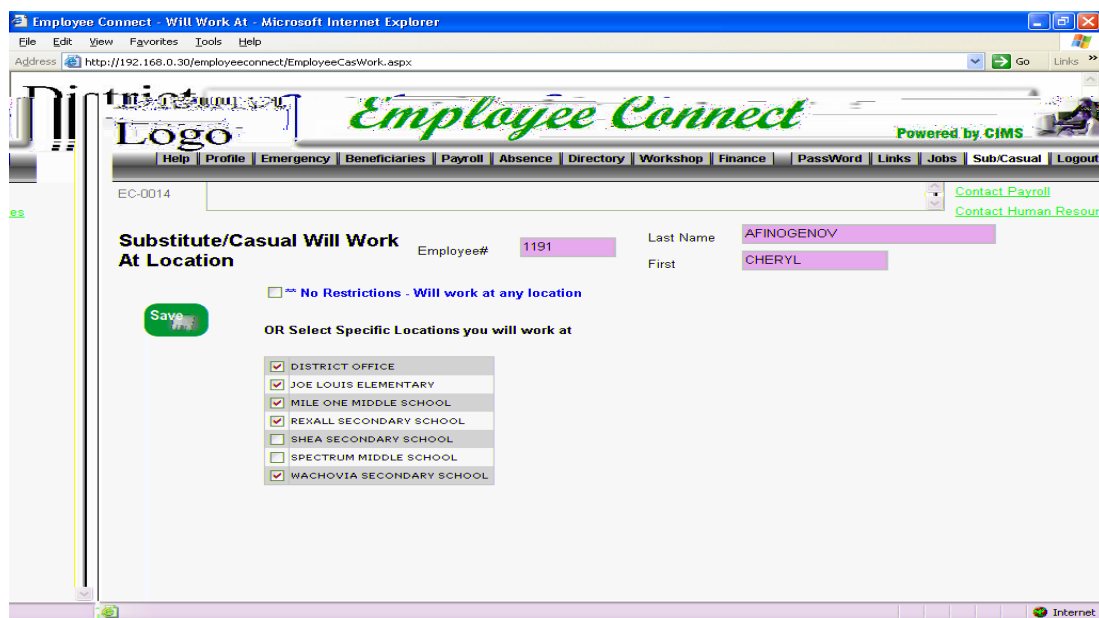 Employee Connect - Will Work At - Microsoft Internet Explorer
File Edit View Favorites Tools Help
Address http://192.168.0.30/employeeconnect/EmployeeCasWork.aspx Go Links »
Logo
Employee Connect
Powered by CIMS
Help Profile Emergency Beneficiaries Payroll Absence Directory Workshop Finance PassWord Links Jobs Sub/Casual Logout
EC-0014
Contact Payroll
es
Contact Human Resour
Substitute/Casual Will Work
At Location
Employee# 1191
Last Name AFINOGENOV
First CHERYL
** No Restrictions - Will work at any location
Save
OR Select Specific Locations you will work at
DISTRICT OFFICE
JOE LOUIS ELEMENTARY
MILE ONE MIDDLE SCHOOL
REXALL SECONDARY SCHOOL
SHEA SECONDARY SCHOOL
SPECTRUM MIDDLE SCHOOL
WACHOVIA SECONDARY SCHOOL
Internet